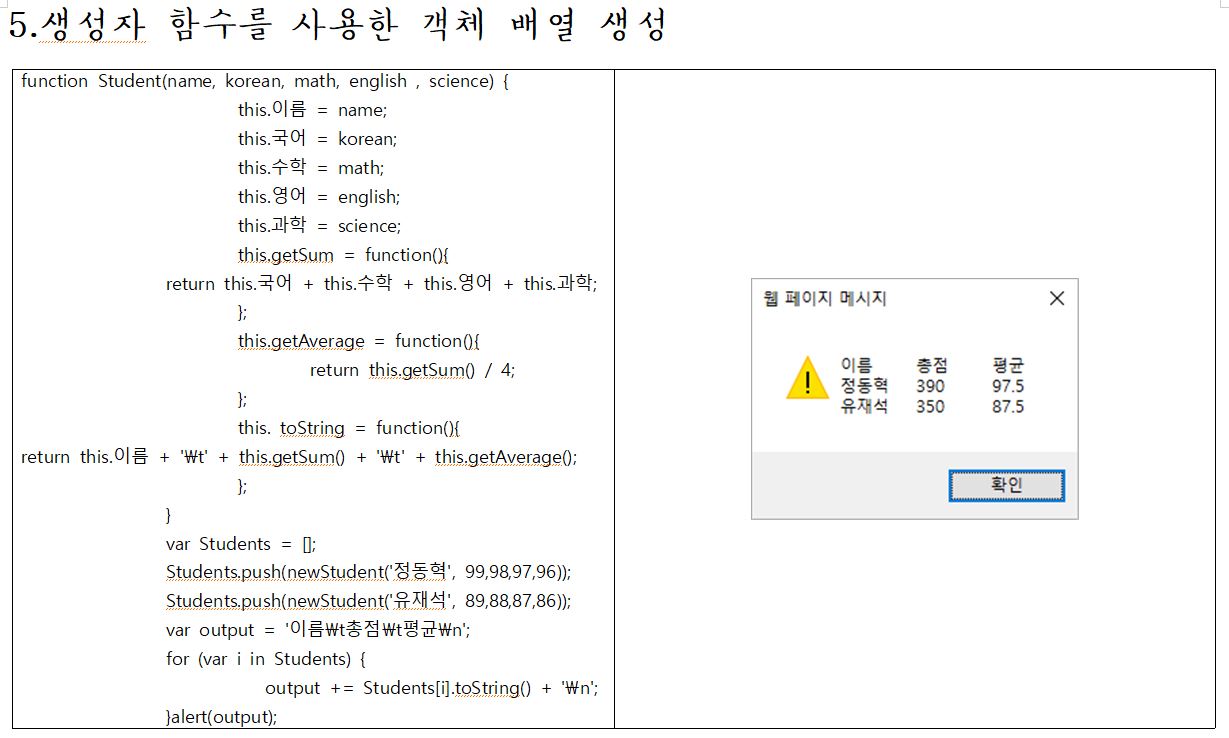 5.생성자 함수를 사용한 객체 배열 생성
function Student(name, korean, math, english , science) {
this.이름 = name;
this.국어 = korean;
this.수학 = math;
this.영어 = english;
this.과학 = science;
this.getSum = function(){
return this.국어 + this.수학 + this.영어 + this.과학;
};
this.getAverage = function(){
return this.getSum() / 4;
};
this. toString = function(){
return this.이름 + '₩t' + this.getSum() + '₩t' + this.getAverage();
};
}
var Students = [];
Students.push(newStudent('정동혁', 99,98,97,96));
Students.push(newStudent('유재석', 89,88,87,86));
var output = '이름₩t총점₩t평균₩n';
for (var i in Students) {
output += Students[i].toString() + '₩n';
}alert(output);
웹 페이지 메시지
이름 총점 평균
정동혁 390 97.5
유재석 350 87.5
확인